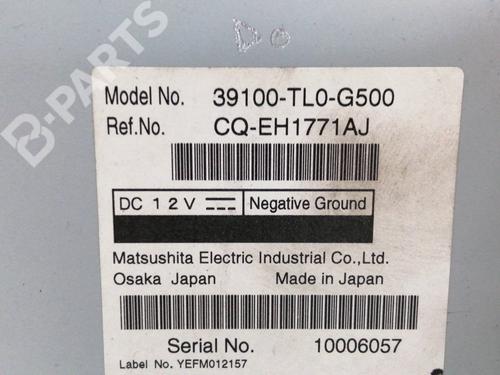 DO
B-PARTS
Model No. 39100-TL0-G500
Ref.No. CQ-EH1771AJ
DC 12V Negative Ground
Matsushita Electric Industrial Co.,Ltd.
Osaka Japan Made in Japan
Serial No. 10006057
Label No. YEFM012157